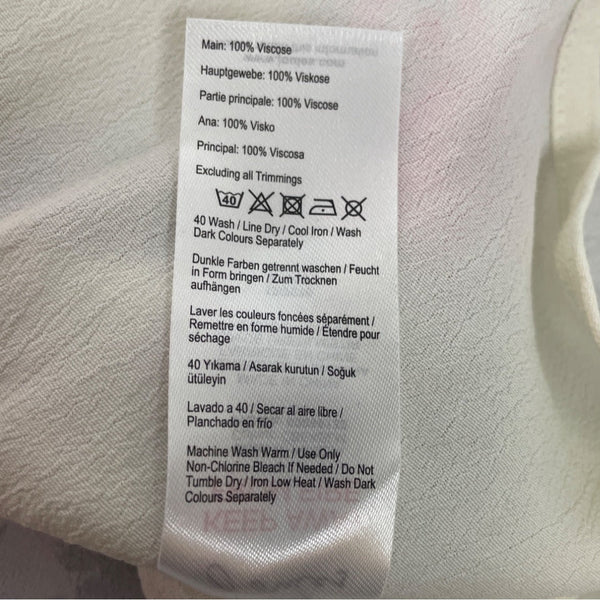 Main: 100% Viscose
Hauptgewebe: 100% Viskose
Partie principale: 100% Viscose
Ana: 100% Visko
Principal: 100% Viscosa
Excluding all Trimmings
40
40 Wash / Line Dry / Cool Iron / Wash
Dark Colours Separately
Dunkle Farben getrennt waschen / Feucht
in Form bringen / Zum Trocknen
aufhängen
Laver les couleurs foncées séparément /
Remettre en forme humide / Étendre pour
séchage
40 Yıkama / Asarak kurutun / Soğuk
ütüleyin
Lavado a 40 / Secar al aire libre /
Planchado en frío
Machine Wash Warm / Use Only
Non-Chlorine Bleach If Needed / Do Not
Tumble Dry / Iron Low Heat / Wash Dark
Colours Separately